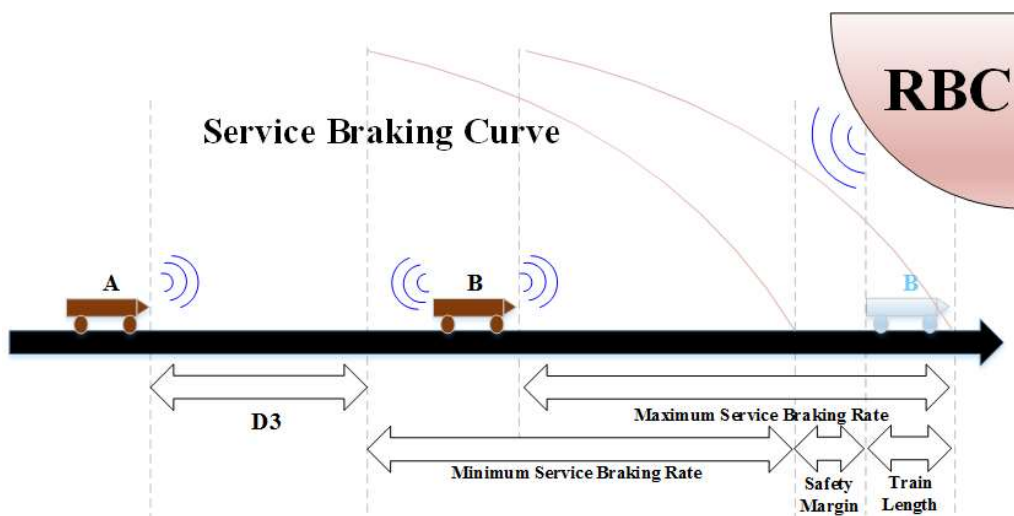 RBC
Service Braking Curve
A
B
B
D3
Maximum Service Braking Rate
Minimum Service Braking Rate
Safety
Margin
Train
Length